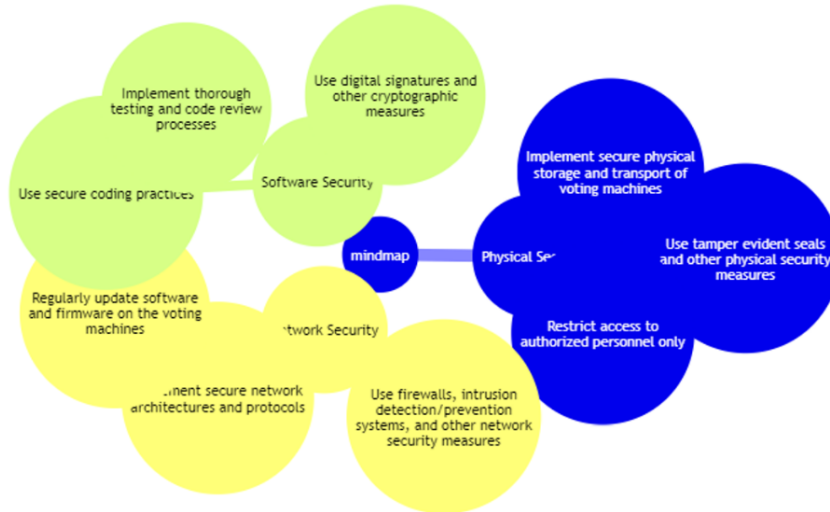 Implement thorough
testing and code review
processes
Use digital signatures and
other cryptographic
measures
Use secure coding practices
Software Security
Implement secure physical
storage and transport of
voting machines
mindmap
Physical Sec
Use tamper evident seals
and other physical security
measures
Regularly update software
and firmware on the voting
machines
twork Security
Restrict access to
authorized personnel only
ment secure network
architectures and protocols
Use firewalls, intrusion
detection/prevention
systems, and other network
security measures